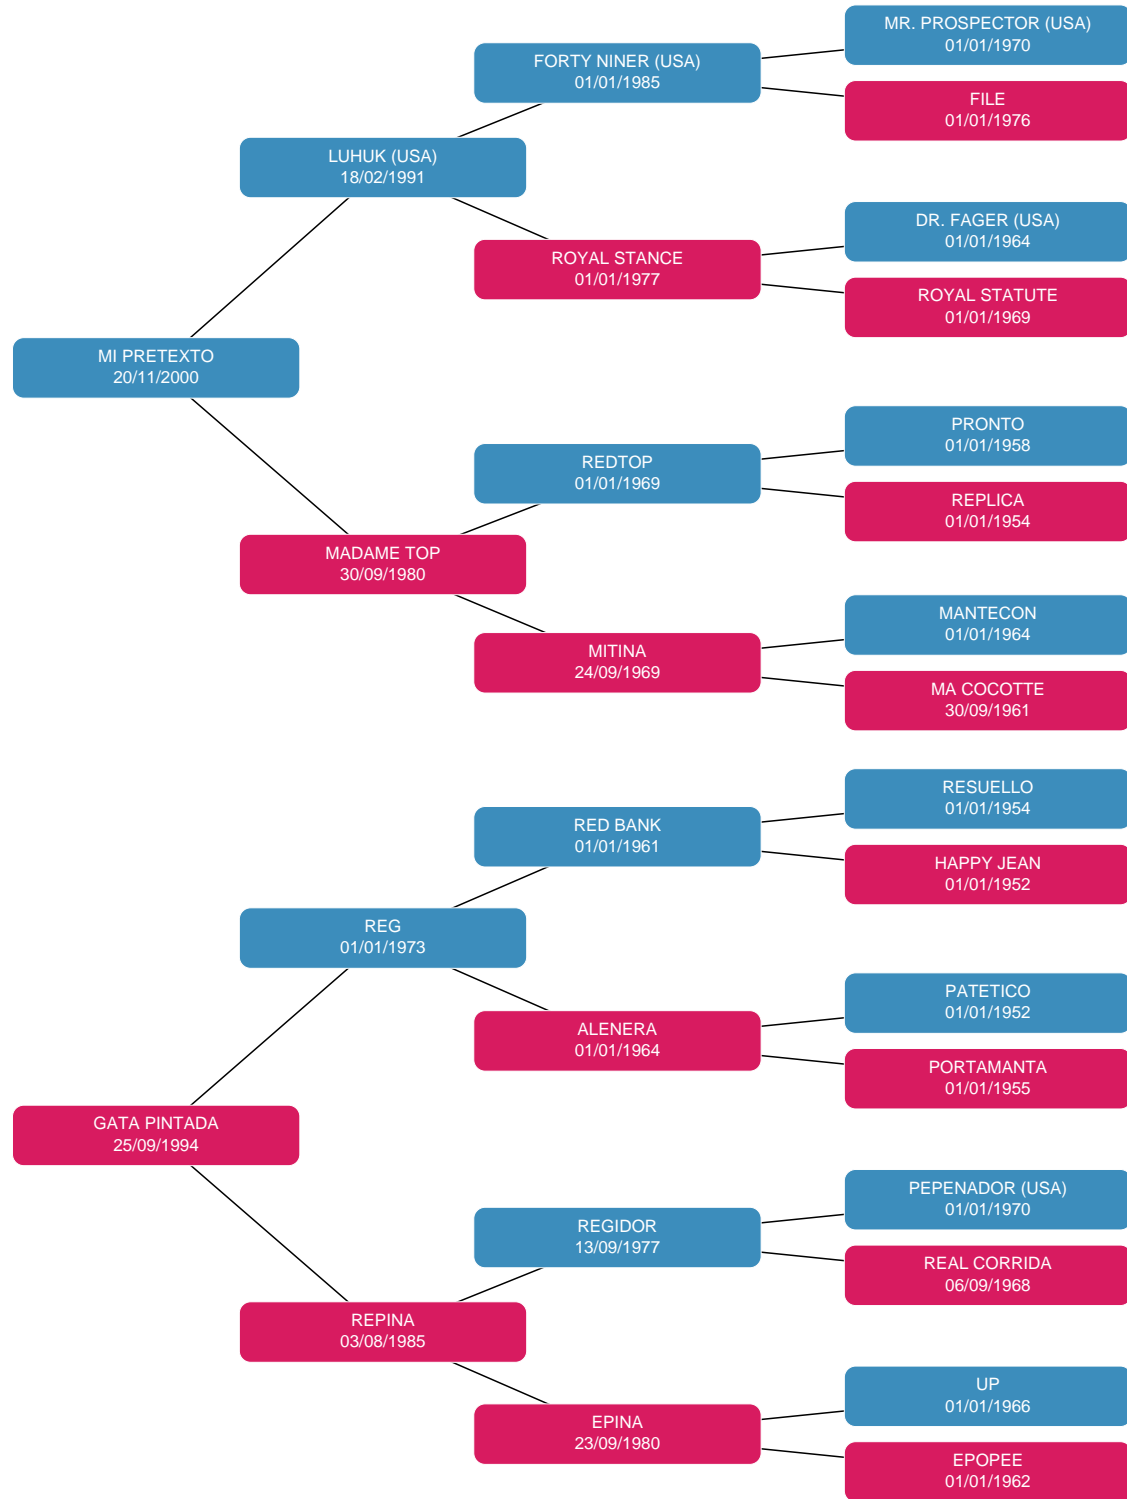 MR. PROSPECTOR (USA)
01/01/1970
FORTY NINER (USA)
01/01/1985
FILE
01/01/1976
LUHUK (USA)
18/02/1991
DR. FAGER (USA)
01/01/1964
ROYAL STANCE
01/01/1977
ROYAL STATUTE
01/01/1969
MI PRETEXTO
20/11/2000
PRONTO
01/01/1958
REDTOP
01/01/1969
REPLICA
01/01/1954
MADAME TOP
30/09/1980
MANTECON
01/01/1964
MITINA
24/09/1969
MA COCOTTE
30/09/1961
RESUELLO
01/01/1954
RED BANK
01/01/1961
HAPPY JEAN
01/01/1952
REG
01/01/1973
PATETICO
01/01/1952
ALENERA
01/01/1964
PORTAMANTA
01/01/1955
GATA PINTADA
25/09/1994
PEPENADOR (USA)
01/01/1970
REGIDOR
13/09/1977
REAL CORRIDA
06/09/1968
REPINA
03/08/1985
UP
01/01/1966
EPINA
23/09/1980
EPOPEE
01/01/1962